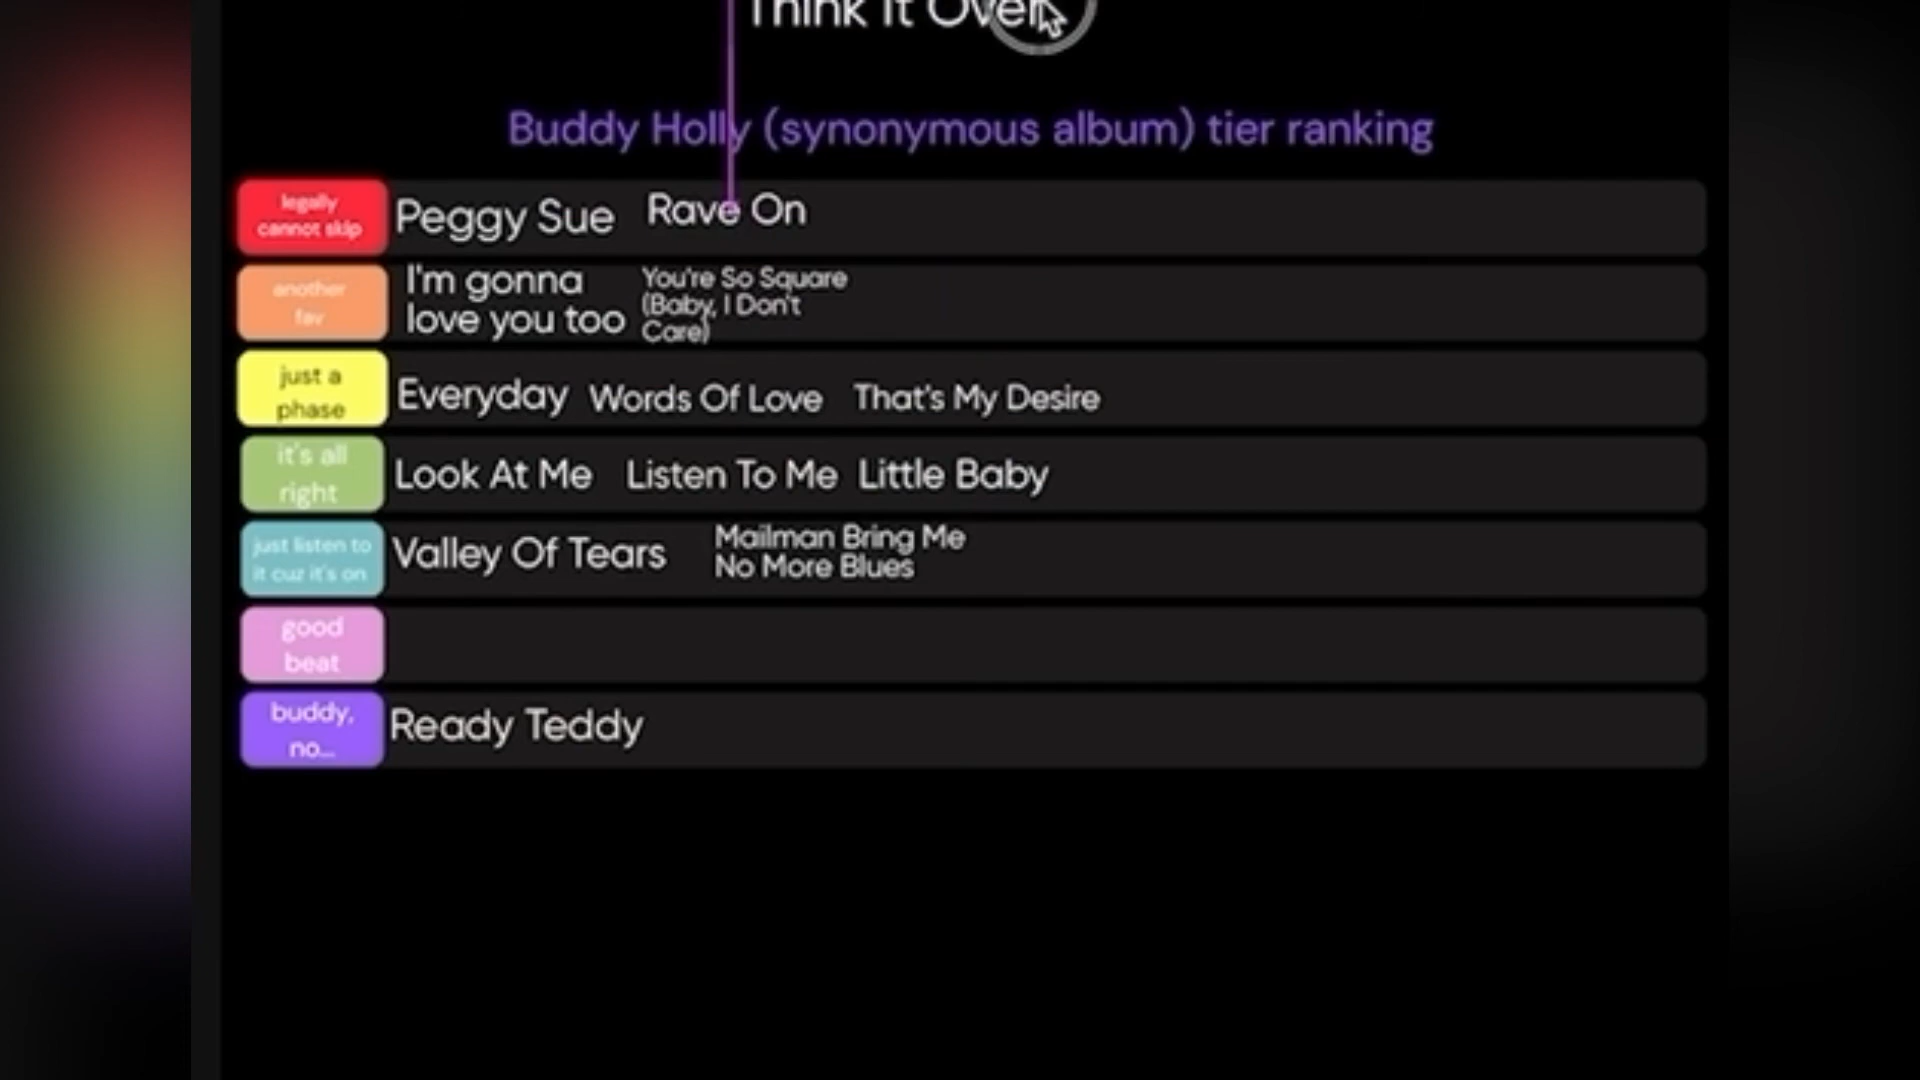 Think It Over
Buddy Holly (synonymous album) tier ranking
legally
cannot skip
Peggy Sue
Rave On
another
fav
I'm gonna
love you too
You're So Square
(Baby, I Don't
Care)
just a
phase
Everyday
Words Of Love
That's My Desire
it's all
right
Look At Me
Listen To Me
Little Baby
just listen to
it cuz it's on
Valley Of Tears
Mailman Bring Me
No More Blues
good
beat
buddy,
no...
Ready Teddy